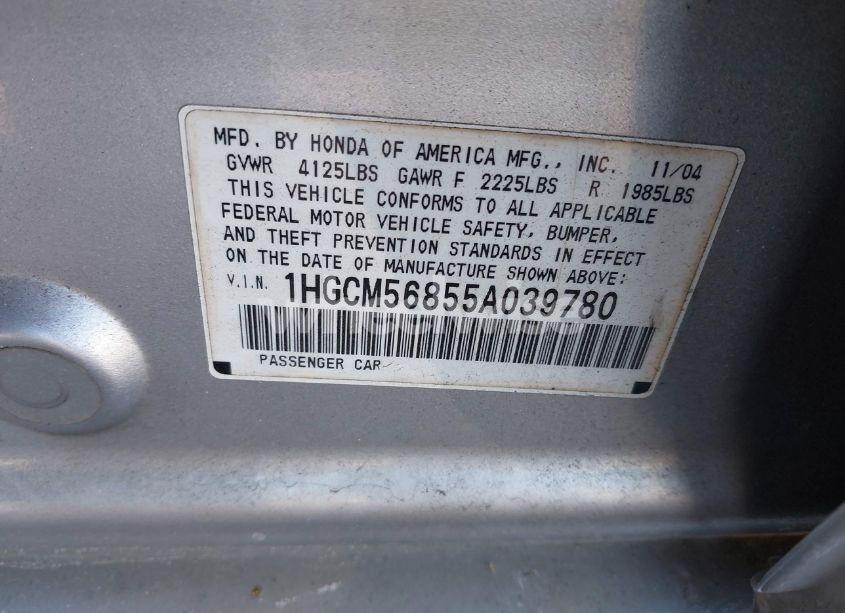 MFD. BY HONDA OF AMERICA MFG., INC. 11/04
GVWR 4125LBS GAWR F 2225LBS R 1985LBS
THIS VEHICLE CONFORMS TO ALL APPLICABLE
FEDERAL MOTOR VEHICLE SAFETY, BUMPER,
AND THEFT PREVENTION STANDARDS IN EFFECT
ON THE DATE OF MANUFACTURE SHOWN ABOVE:
V.I.N. 1HGCM56855A039780
PASSENGER CAR